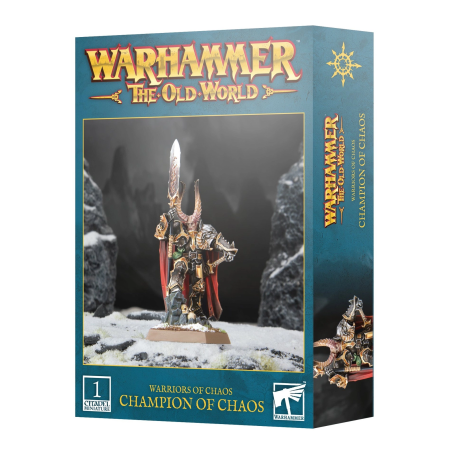 WARHAMMER
THE • OLD • WORLD
WARRIORS OF CHAOS
CHAMPION OF CHAOS
1
CITADEL
MINIATURE
WARHAMMER
WARHAMMER
THE • OLD • WORLD
WARRIORS OF CHAOS
CHAMPION OF CHAOS